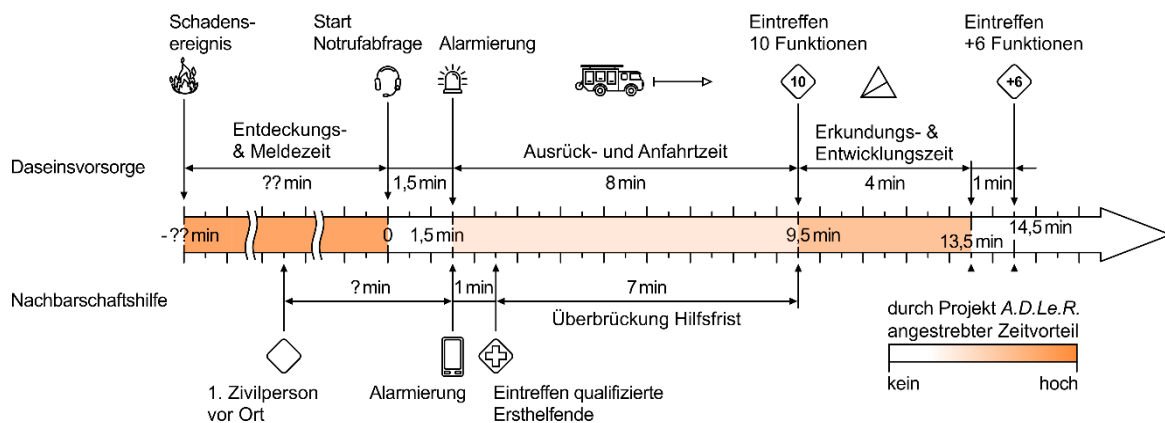 Schadens-
ereignis
Start
Notrufabfrage
Alarmierung
Eintreffen
10 Funktionen
Eintreffen
+6 Funktionen
10
+6
Entdeckungs-
& Meldezeit
Ausrück- und Anfahrtzeit
Erkundungs- &
Entwicklungszeit
Daseinsvorsorge
?? min
1,5 min
8 min
4 min
1 min
- ?? min
0
1,5 min
9,5 min
13,5 min
14,5 min
Nachbarschaftshilfe
? min
1 min
7 min
Überbrückung Hilfsfrist
1. Zivilperson
vor Ort
Alarmierung
Eintreffen qualifizierte
Ersthelfende
durch Projekt A.D.Le.R.
angestrebter Zeitvorteil
kein
hoch